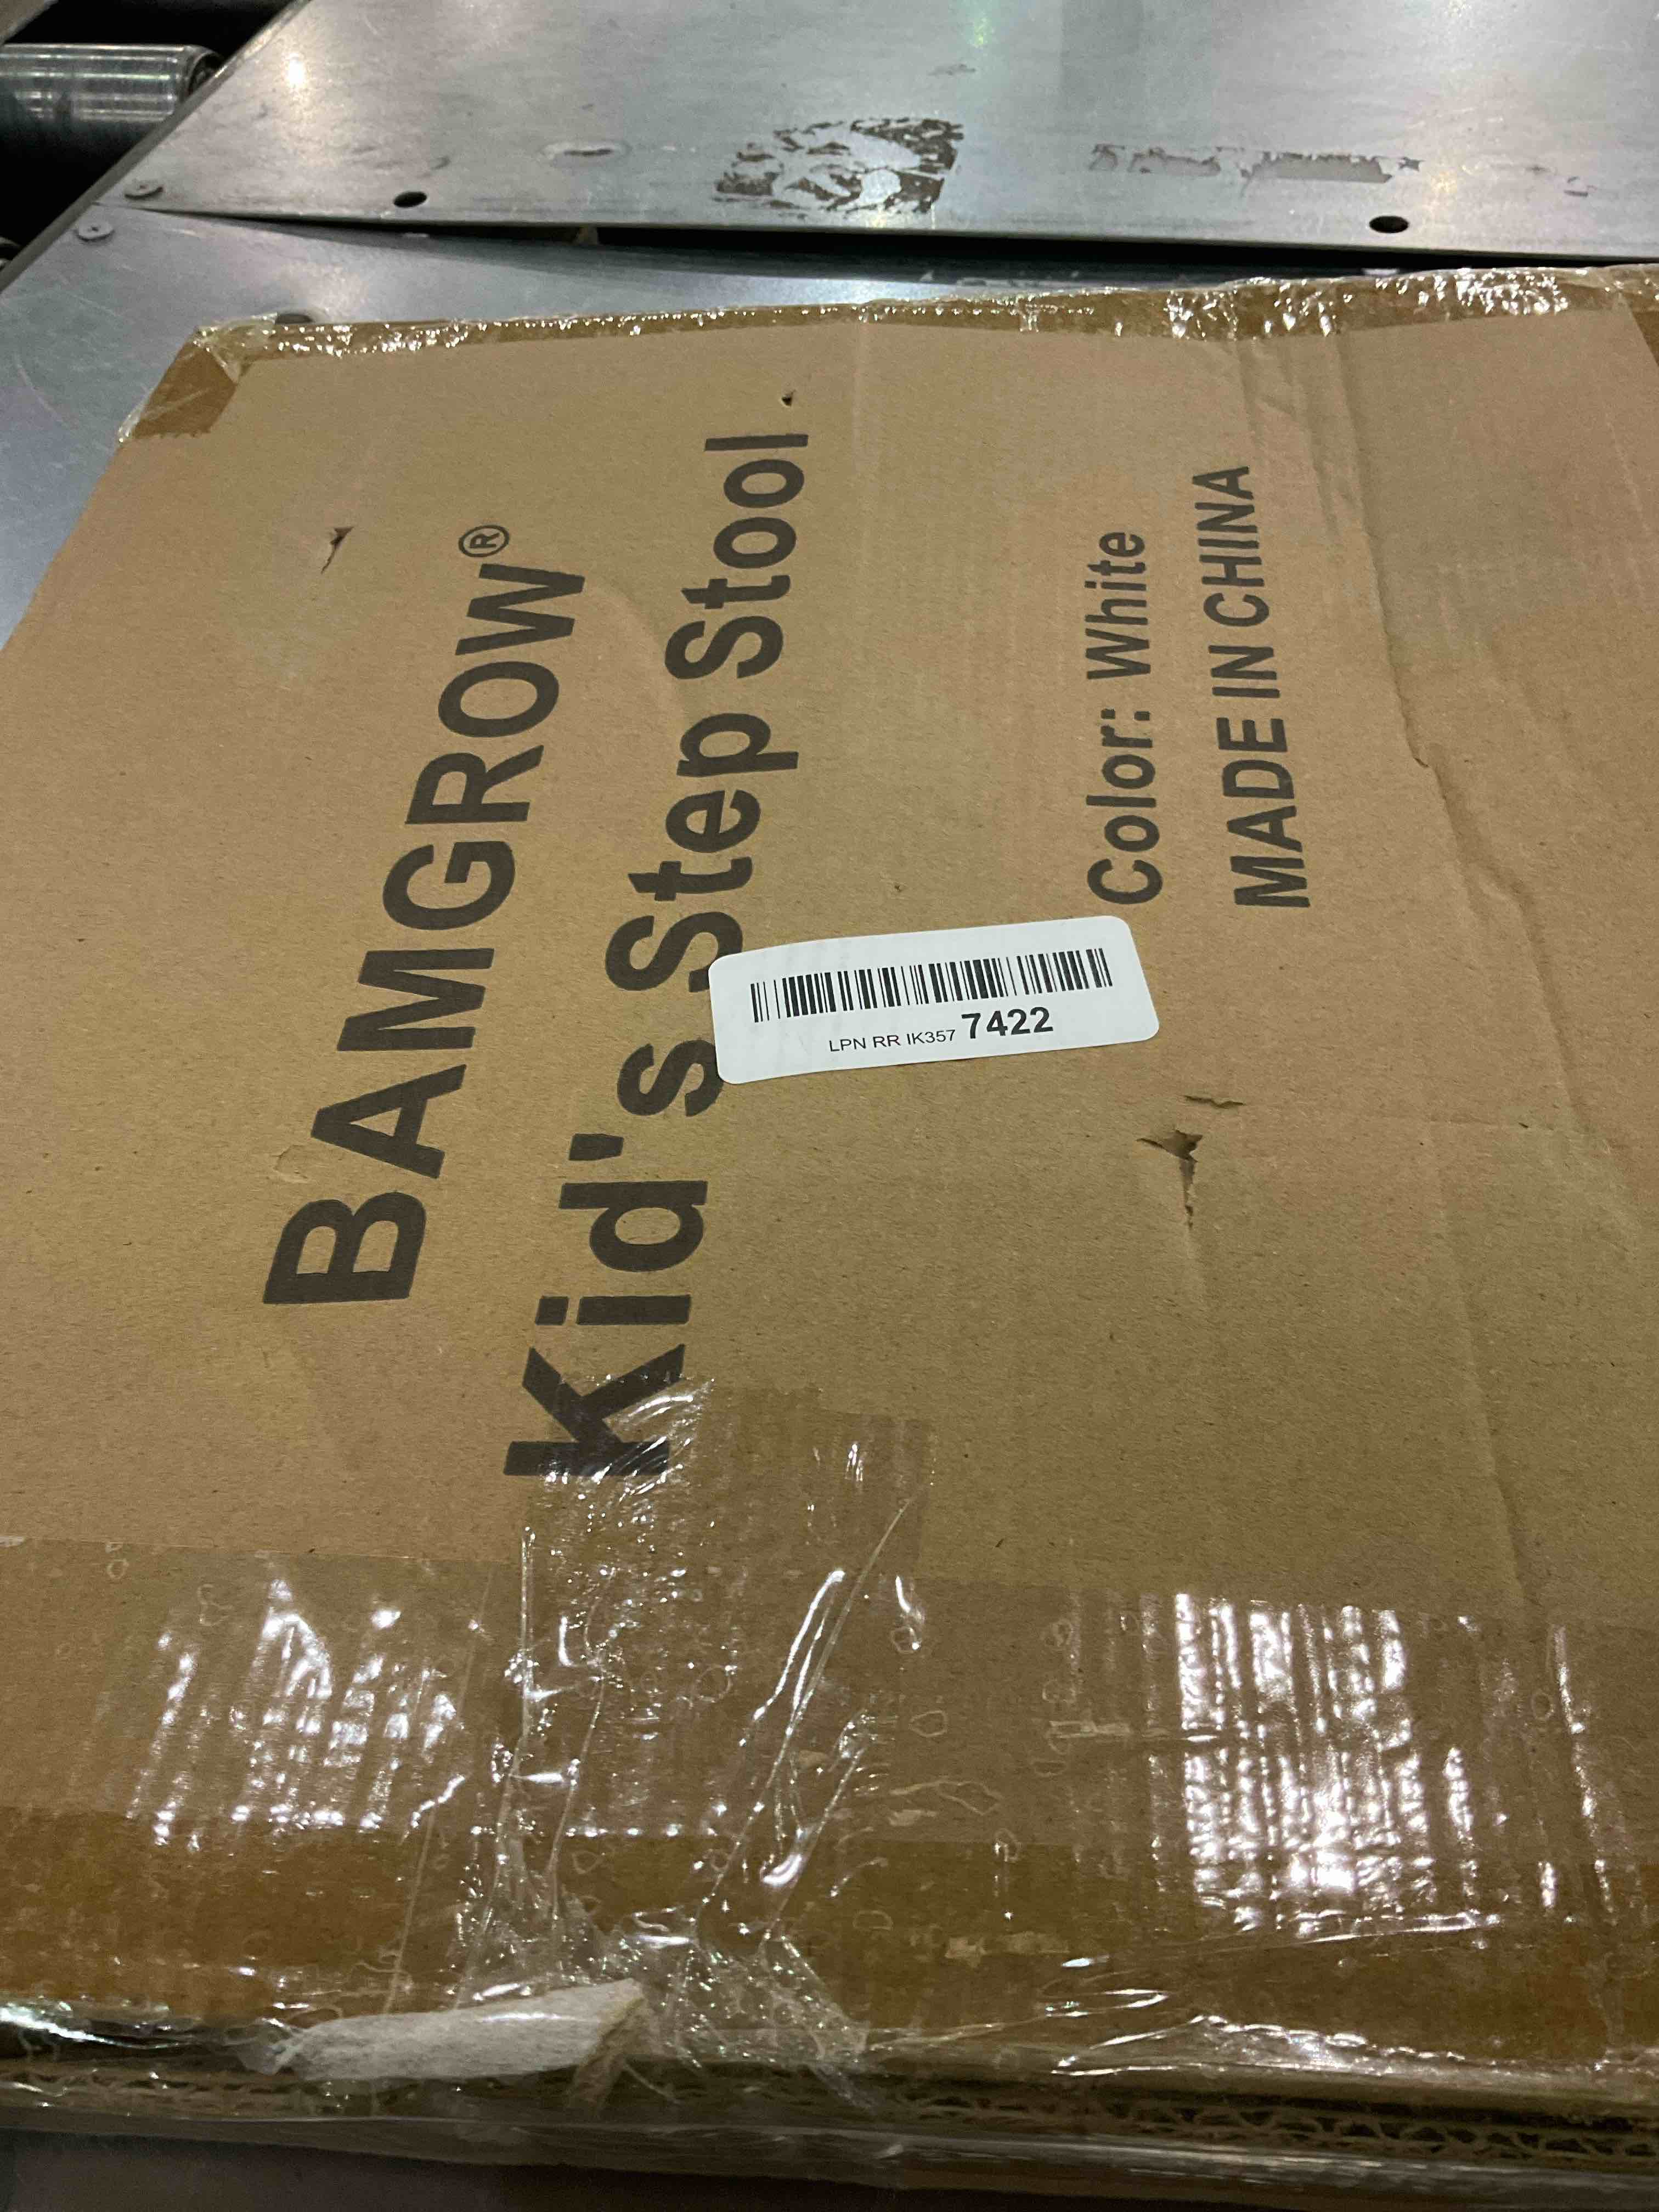 BAMGROW®
Kid's Step Stool
Color: White
MADE IN CHINA
LPN RR IK357 7422